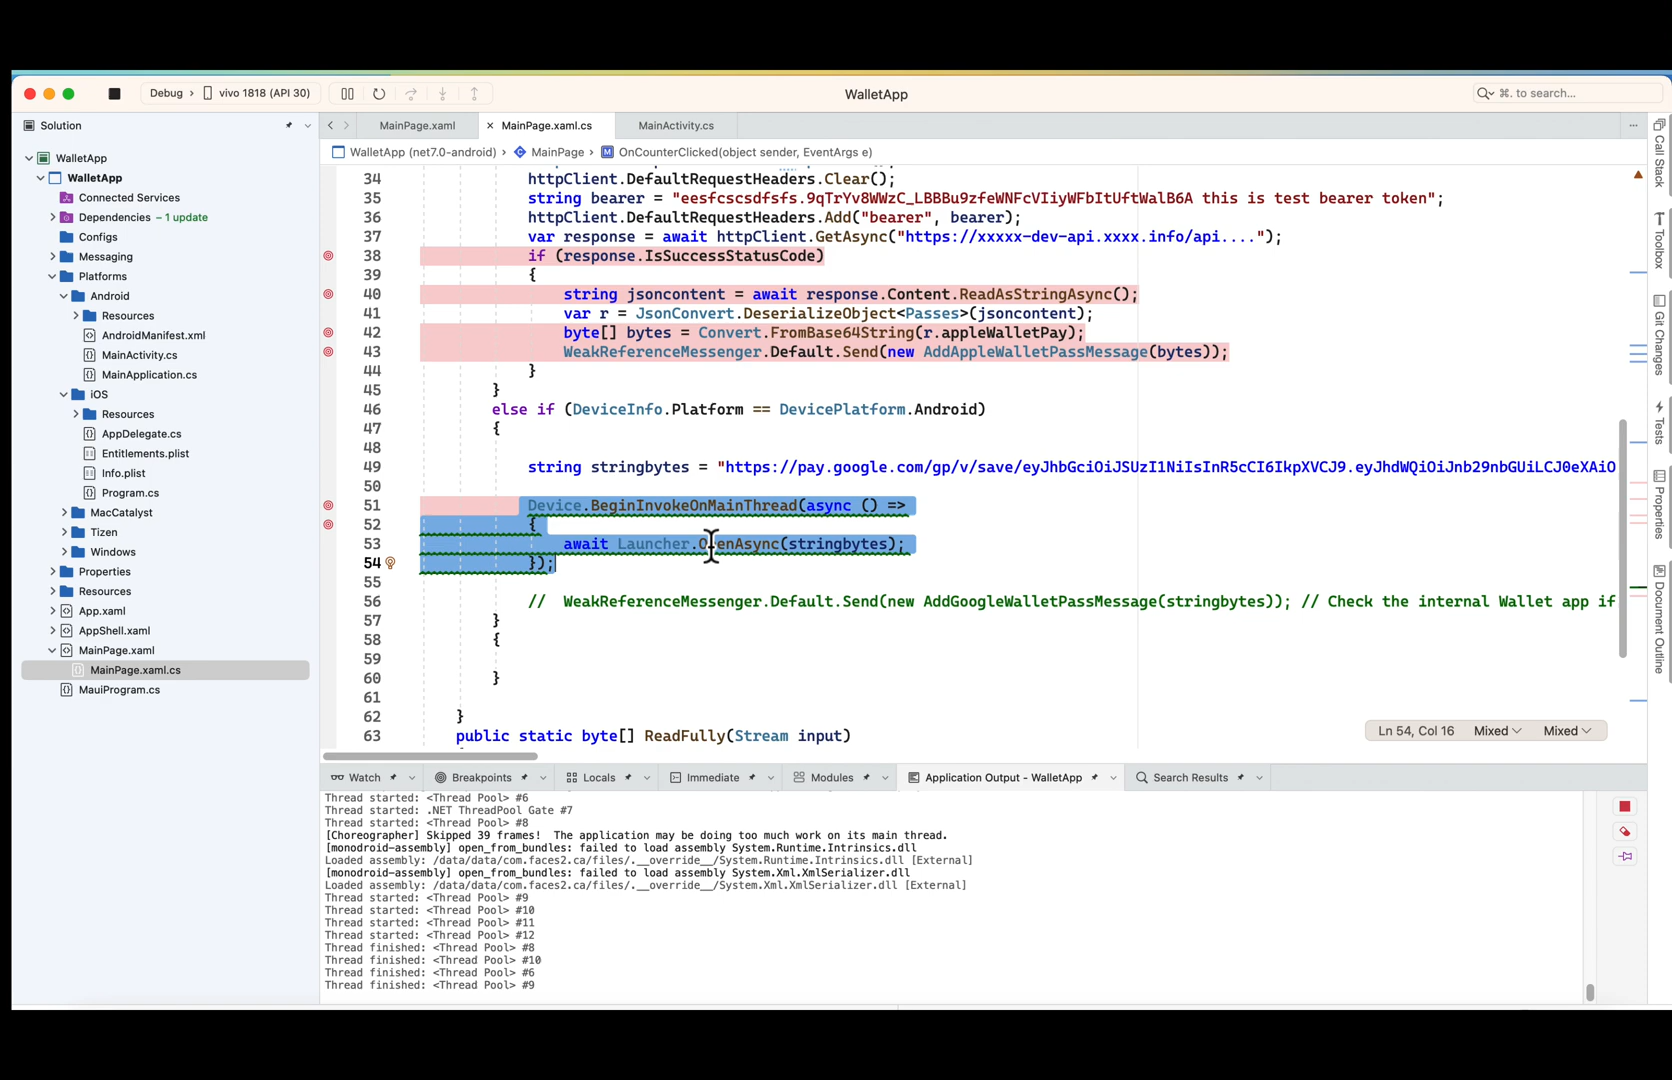 Debug › vivo 1818 (API 30)
WalletApp
⌘. to search...
Solution
MainPage.xaml
× MainPage.xaml.cs
MainActivity.cs
WalletApp (net7.0-android) › MainPage › OnCounterClicked(object sender, EventArgs e)
WalletApp
WalletApp
Connected Services
Dependencies – 1 update
Configs
Messaging
Platforms
Android
Resources
AndroidManifest.xml
MainActivity.cs
MainApplication.cs
iOS
Resources
AppDelegate.cs
Entitlements.plist
Info.plist
Program.cs
MacCatalyst
Tizen
Windows
Properties
Resources
App.xaml
AppShell.xaml
MainPage.xaml
MainPage.xaml.cs
MauiProgram.cs
34 httpClient.DefaultRequestHeaders.Clear();
35 string bearer = "eesfcscsdfsfs.9qTrYv8WWzC_LBBBu9zfeWNFcVIiyWFbItUftWalB6A this is test bearer token";
36 httpClient.DefaultRequestHeaders.Add("bearer", bearer);
37 var response = await httpClient.GetAsync("https://xxxxx-dev-api.xxxx.info/api....");
38 if (response.IsSuccessStatusCode)
39 {
40 string jsoncontent = await response.Content.ReadAsStringAsync();
41 var r = JsonConvert.DeserializeObject<Passes>(jsoncontent);
42 byte[] bytes = Convert.FromBase64String(r.appleWalletPay);
43 WeakReferenceMessenger.Default.Send(new AddAppleWalletPassMessage(bytes));
44 }
45 }
46 else if (DeviceInfo.Platform == DevicePlatform.Android)
47 {
48
49 string stringbytes = "https://pay.google.com/gp/v/save/eyJhbGciOiJSUzI1NiIsInR5cCI6IkpXVCJ9.eyJhdWQiOiJnb29nbGUiLCJ0eXAiO
50
51 Device.BeginInvokeOnMainThread(async () =>
52 {
53 await Launcher.OpenAsync(stringbytes);
54 });
55
56 // WeakReferenceMessenger.Default.Send(new AddGoogleWalletPassMessage(stringbytes)); // Check the internal Wallet app if
57 }
58 {
59
60 }
61
62 }
63 public static byte[] ReadFully(Stream input)
Ln 54, Col 16 Mixed Mixed
Call Stack
Toolbox
Git Changes
Tests
Properties
Document Outline
Watch
Breakpoints
Locals
Immediate
Modules
Application Output - WalletApp
Search Results
Thread started: <Thread Pool> #6
Thread started: .NET ThreadPool Gate #7
Thread started: <Thread Pool> #8
[Choreographer] Skipped 39 frames! The application may be doing too much work on its main thread.
[monodroid-assembly] open_from_bundles: failed to load assembly System.Runtime.Intrinsics.dll
Loaded assembly: /data/data/com.faces2.ca/files/.__override__/System.Runtime.Intrinsics.dll [External]
[monodroid-assembly] open_from_bundles: failed to load assembly System.Xml.XmlSerializer.dll
Loaded assembly: /data/data/com.faces2.ca/files/.__override__/System.Xml.XmlSerializer.dll [External]
Thread started: <Thread Pool> #9
Thread started: <Thread Pool> #10
Thread started: <Thread Pool> #11
Thread started: <Thread Pool> #12
Thread finished: <Thread Pool> #8
Thread finished: <Thread Pool> #10
Thread finished: <Thread Pool> #6
Thread finished: <Thread Pool> #9